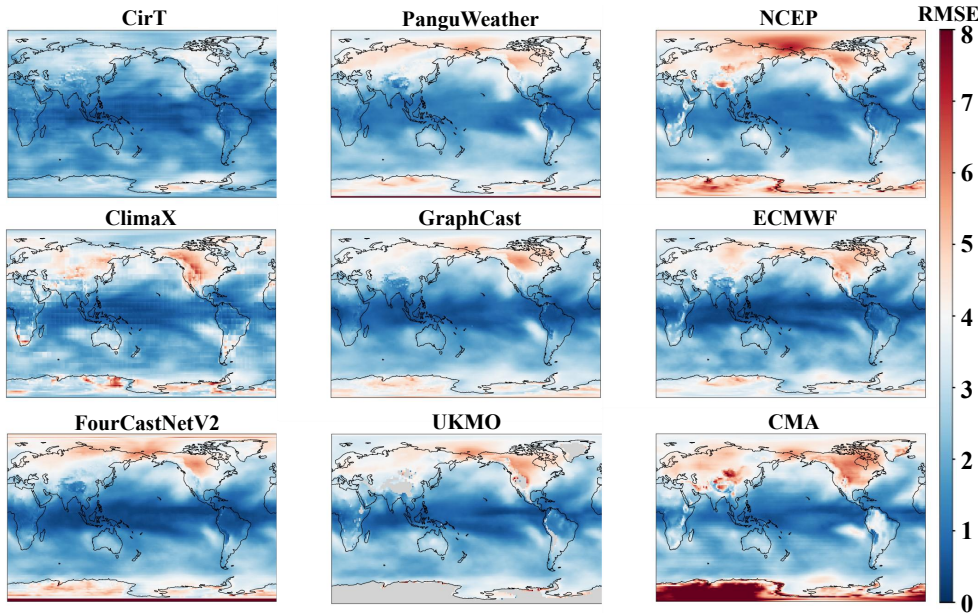 CirT
PanguWeather
NCEP
RMSE
8
7
6
5
4
3
2
1
0
ClimaX
GraphCast
ECMWF
FourCastNetV2
UKMO
CMA